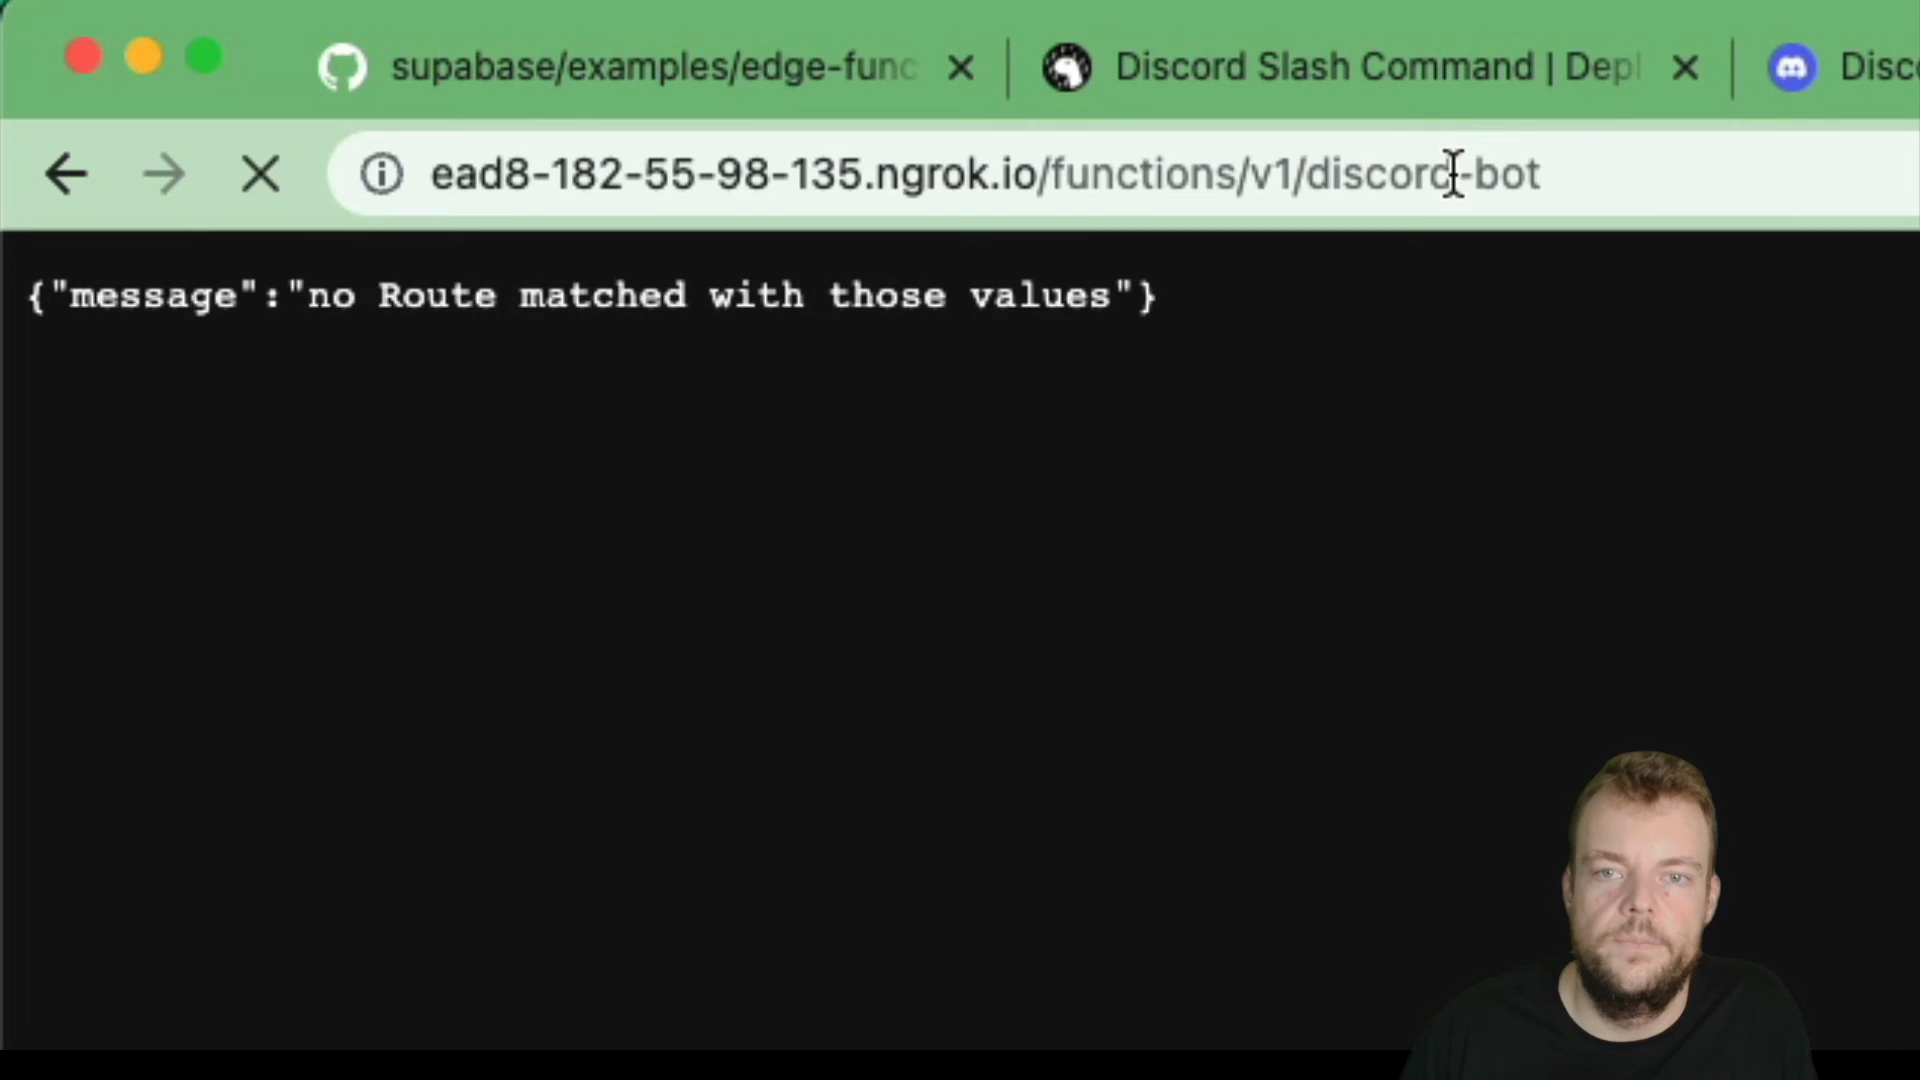 supabase/examples/edge-func
Discord Slash Command | Depl
Disc
ead8-182-55-98-135.ngrok.io/functions/v1/discord-bot
{"message":"no Route matched with those values"}